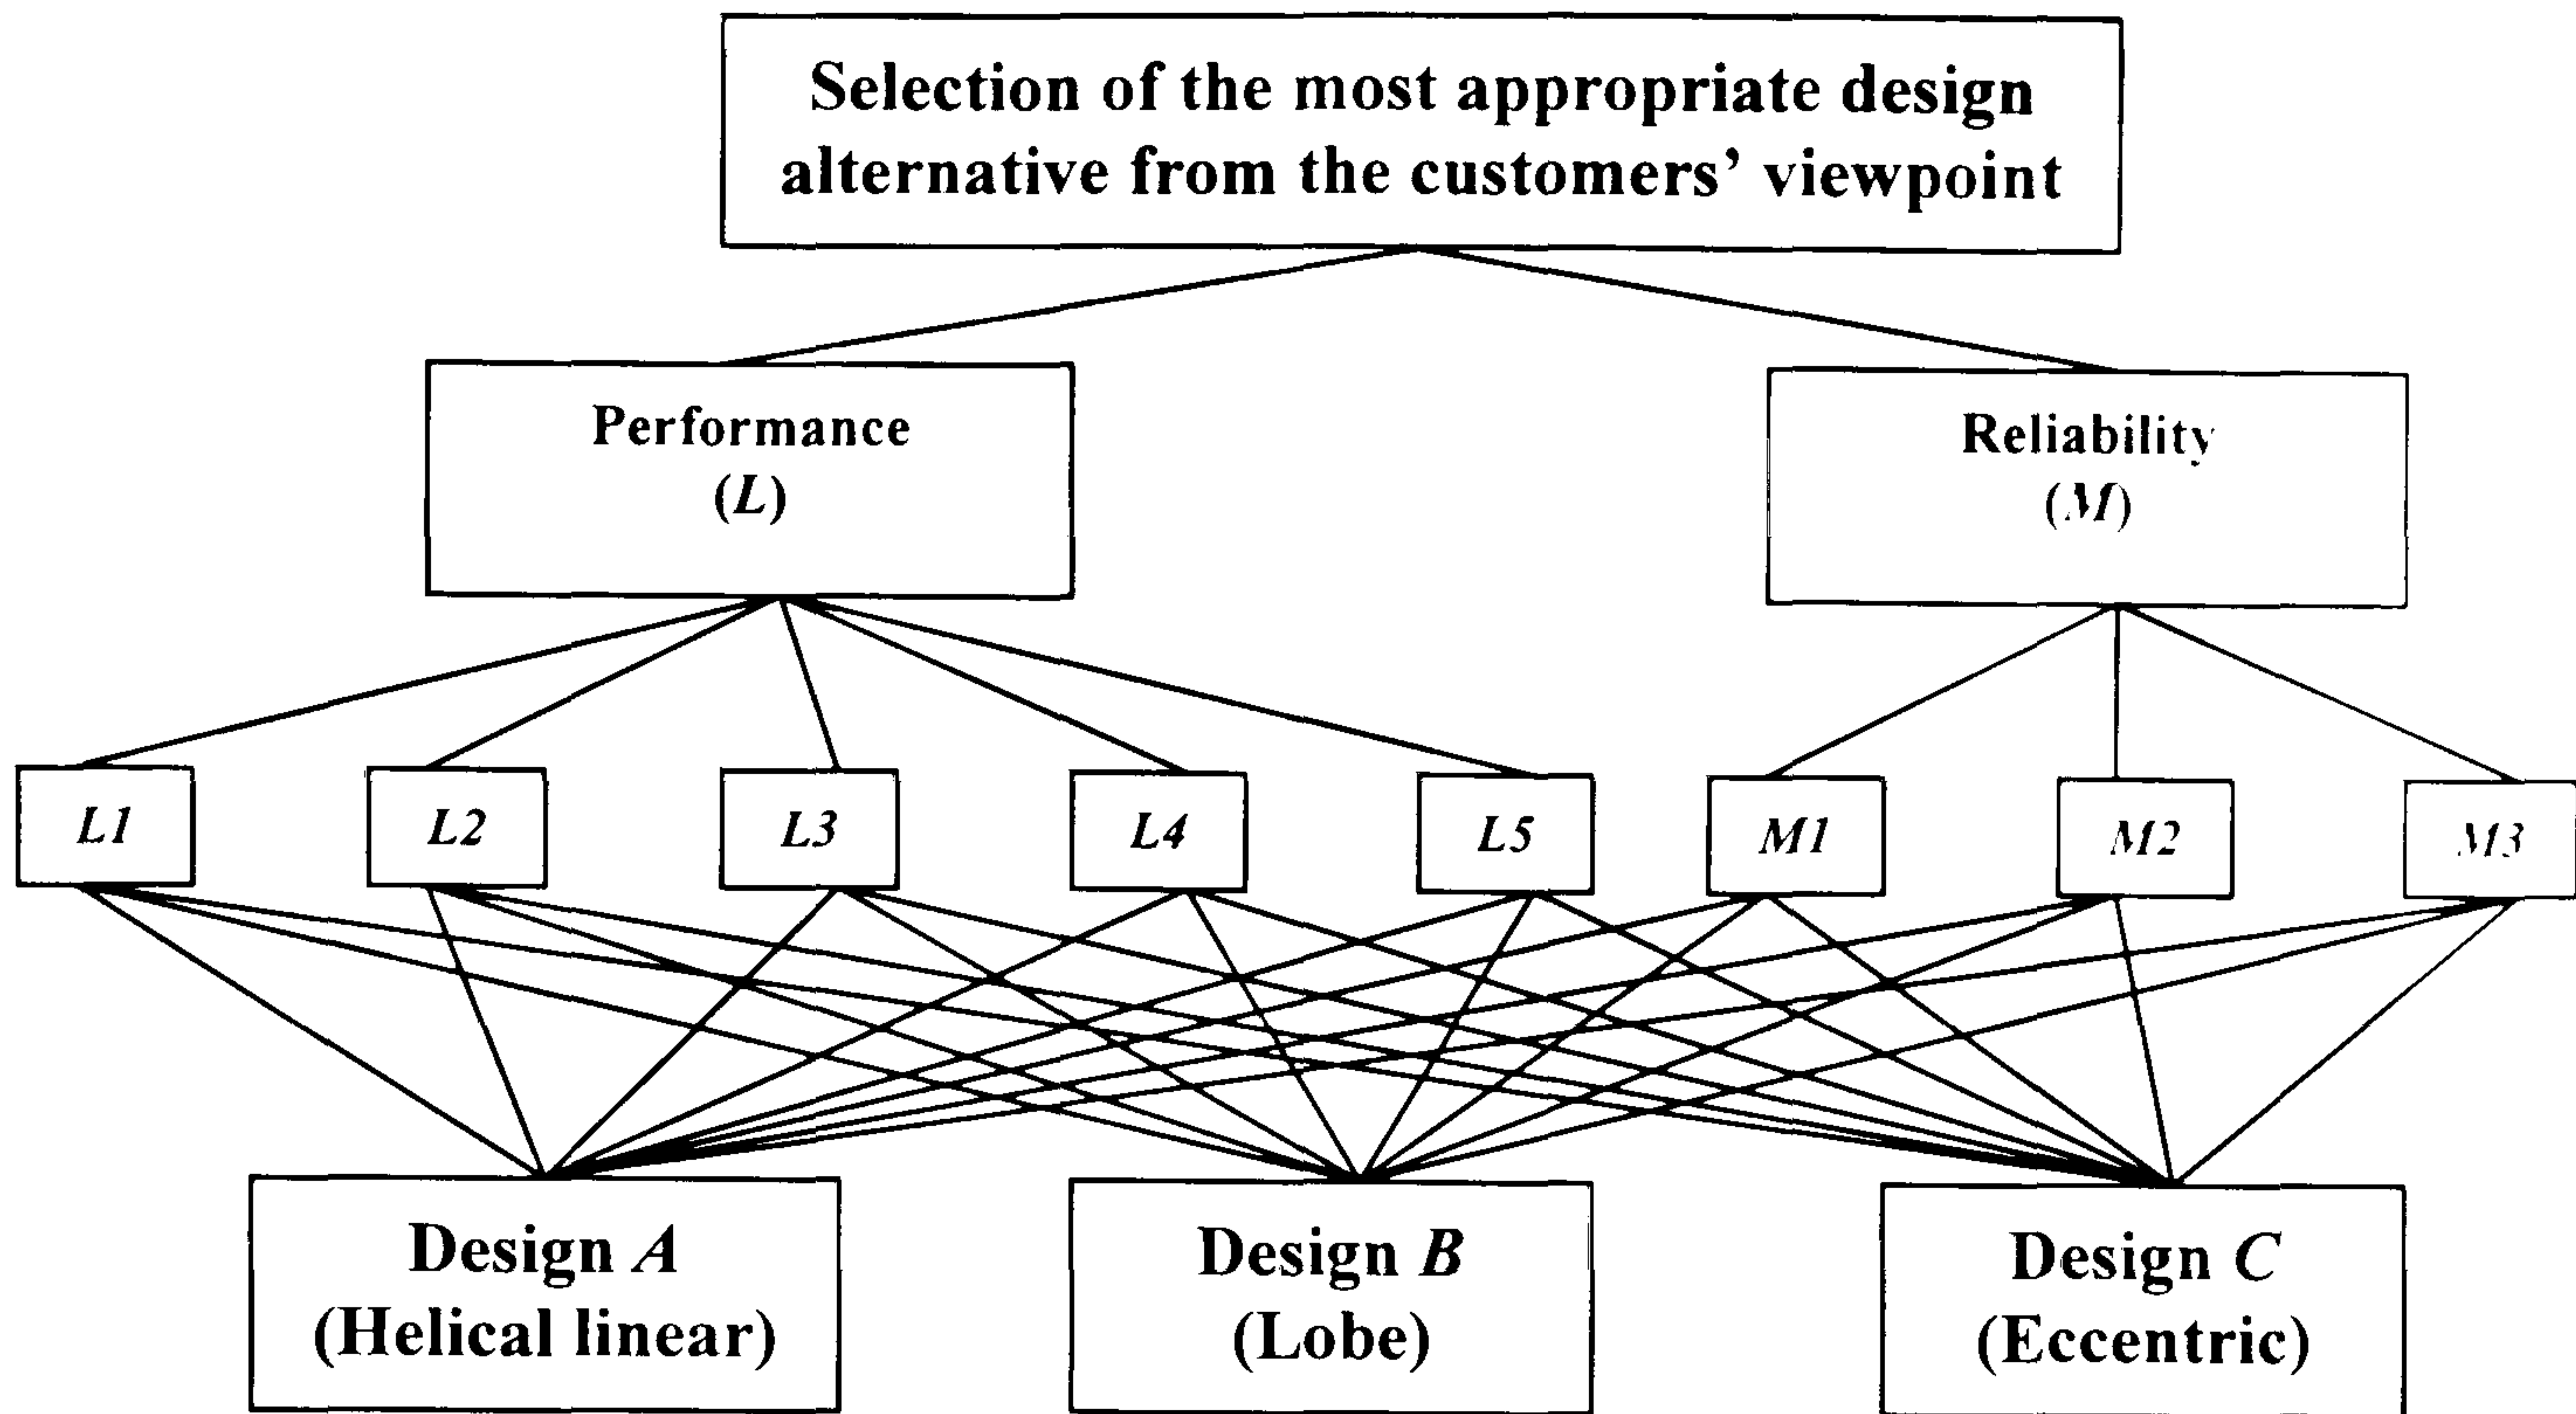 Selection of the most appropriate design
alternative from the customers’ viewpoint
Performance
(L)
Reliability
(M)
L1
L2
L3
L4
L5
M1
M2
M3
Design A
(Helical linear)
Design B
(Lobe)
Design C
(Eccentric)